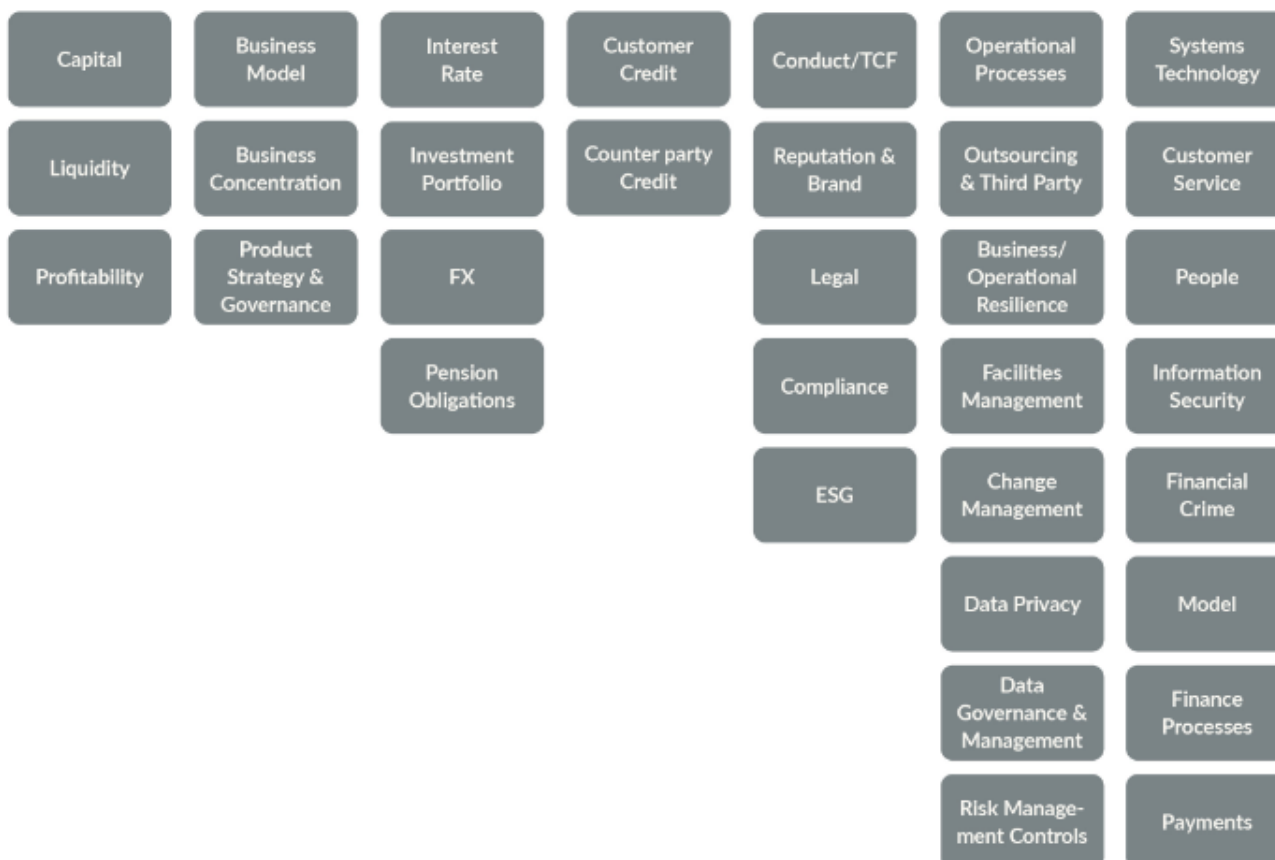 Capital
Business
Model
Interest
Rate
Customer
Credit
Conduct/TCF
Operational
Processes
Systems
Technology
Liquidity
Business
Concentration
Investment
Portfolio
Counter party
Credit
Reputation &
Brand
Outsourcing
& Third Party
Customer
Service
Profitability
Product
Strategy &
Governance
FX
Legal
Business/
Operational
Resilience
People
Pension
Obligations
Compliance
Facilities
Management
Information
Security
ESG
Change
Management
Financial
Crime
Data Privacy
Model
Data
Governance &
Management
Finance
Processes
Risk Manage-
ment Controls
Payments